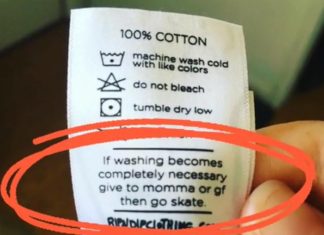 100% COTTON
machine wash cold
with like colors
do not bleach
tumble dry low
If washing becomes
completely necessary
give to momma or gf
then go skate.